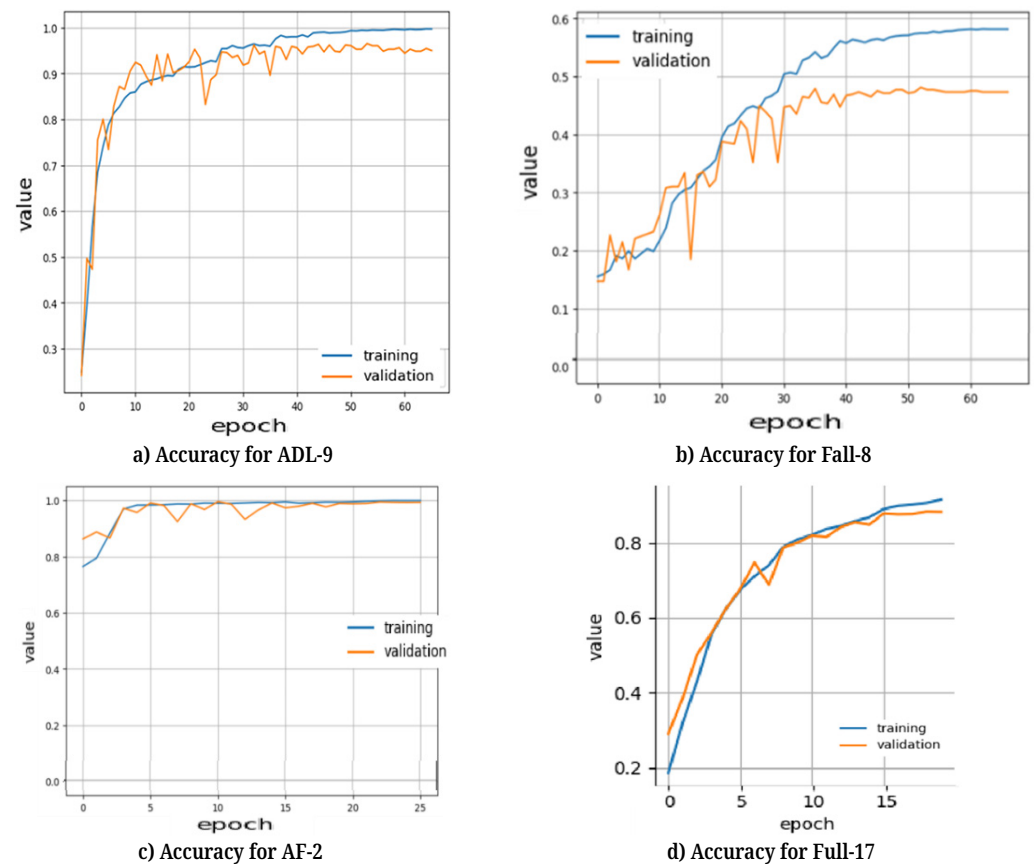 1.0
0.9
0.8
0.7
0.6
0.5
0.4
0.3
value
training
validation
0 10 20 30 40 50 60
epoch
a) Accuracy for ADL-9
0.6
0.5
0.4
0.3
0.2
0.1
0.0
value
training
validation
0 10 20 30 40 50 60
epoch
b) Accuracy for Fall-8
1.0
0.8
0.6
0.4
0.2
0.0
value
training
validation
0 5 10 15 20 25
epoch
c) Accuracy for AF-2
0.8
0.6
0.4
0.2
value
training
validation
0 5 10 15
epoch
d) Accuracy for Full-17